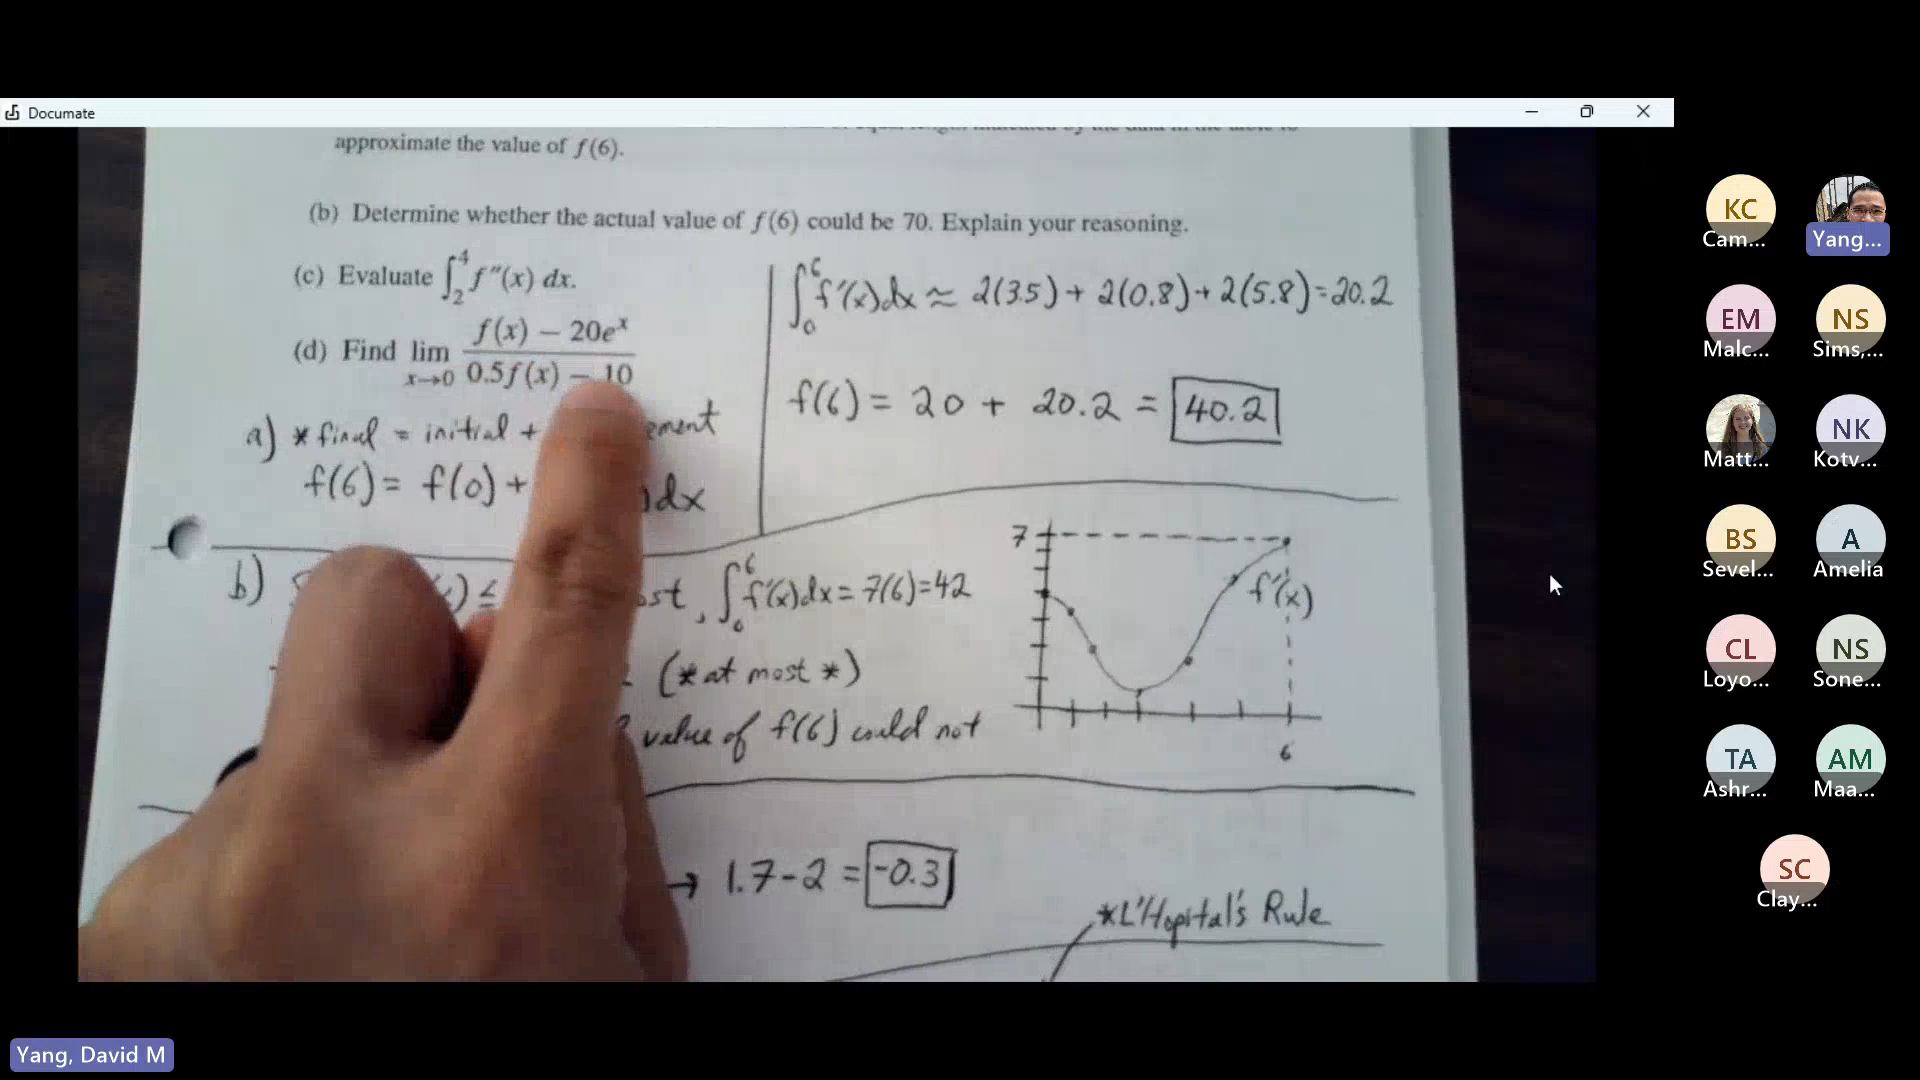 Documate
approximate the value of f(6).
(b) Determine whether the actual value of f(6) could be 70. Explain your reasoning.
(c) Evaluate ∫₂⁴ f″(x) dx.
(d) Find lim x→0 (f(x) − 20eˣ)/(0.5f(x) − 10)
a) *final = initial +
f(6) = f(0) + dx
∫₀⁶ f'(x)dx ≈ 2(3.5) + 2(0.8) + 2(5.8) = 20.2
f(6) = 20 + 20.2 = 40.2
b) , ∫₀⁶ f'(x)dx = 7(6) = 42
(* at most *)
value of f(6) could not
7
f'(x)
6
→ 1.7 - 2 = -0.3
*L'Hopital's Rule
KC
Cam...
Yang...
EM
Malc...
NS
Sims,...
Matt...
NK
Kotv...
BS
Sevel...
A
Amelia
CL
Loyo...
NS
Sone...
TA
Ashr...
AM
Maa...
SC
Clay...
Yang, David M